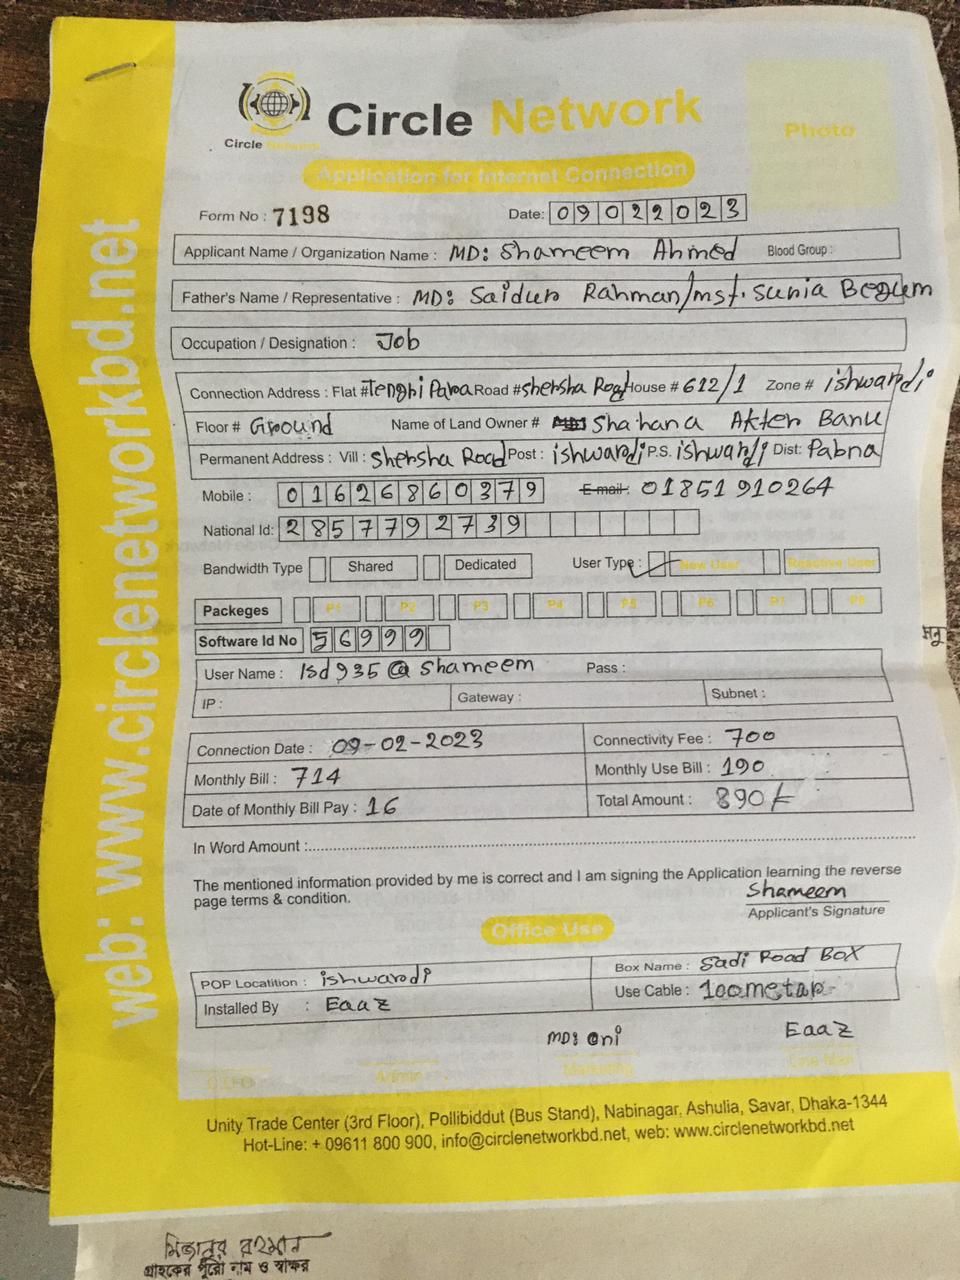 Circle Network
Circle Network
Photo
Application for Internet Connection
Form No : 7198
Date: 09022023
Applicant Name / Organization Name : MD: Shameem Ahmed Blood Group :
Father's Name / Representative : MD: Saidur Rahman/mst. Sunia Begum
Occupation / Designation : Job
Connection Address : Flat # Tenghi Para Road # shersha Road House # 612/1 Zone # ishwardi
Floor # Ground Name of Land Owner # Shahana Akter Banu
Permanent Address : Vill : Shersha Road Post : ishwardi P.S. ishwardi Dist: Pabna
Mobile : 01626860379 E-mail: 01851910264
National Id: 2857792739
Bandwidth Type Shared Dedicated User Type : New User Reactive User
Packeges P1 P2 P3 P4 P5 P6 P7 P8
Software Id No 56999
User Name : Isd935@shameem Pass :
IP : Gateway : Subnet :
Connection Date : 09-02-2023 Connectivity Fee : 700
Monthly Bill : 714 Monthly Use Bill : 190
Date of Monthly Bill Pay : 16 Total Amount : 890/-
In Word Amount :
The mentioned information provided by me is correct and I am signing the Application learning the reverse
page terms & condition.
Shameem
Applicant's Signature
Office Use
POP Locatition : ishwardi Box Name : Sadi Road Box
Installed By : Eaaz Use Cable : 100metar
MD: Oni Eaaz
Admin Marketing Line Man
Unity Trade Center (3rd Floor), Pollibiddut (Bus Stand), Nabinagar, Ashulia, Savar, Dhaka-1344
Hot-Line: + 09611 800 900, info@circlenetworkbd.net, web: www.circlenetworkbd.net
web: www.circlenetworkbd.net
মিজানুর রহমান
গ্রাহকের পুরো নাম ও স্বাক্ষর